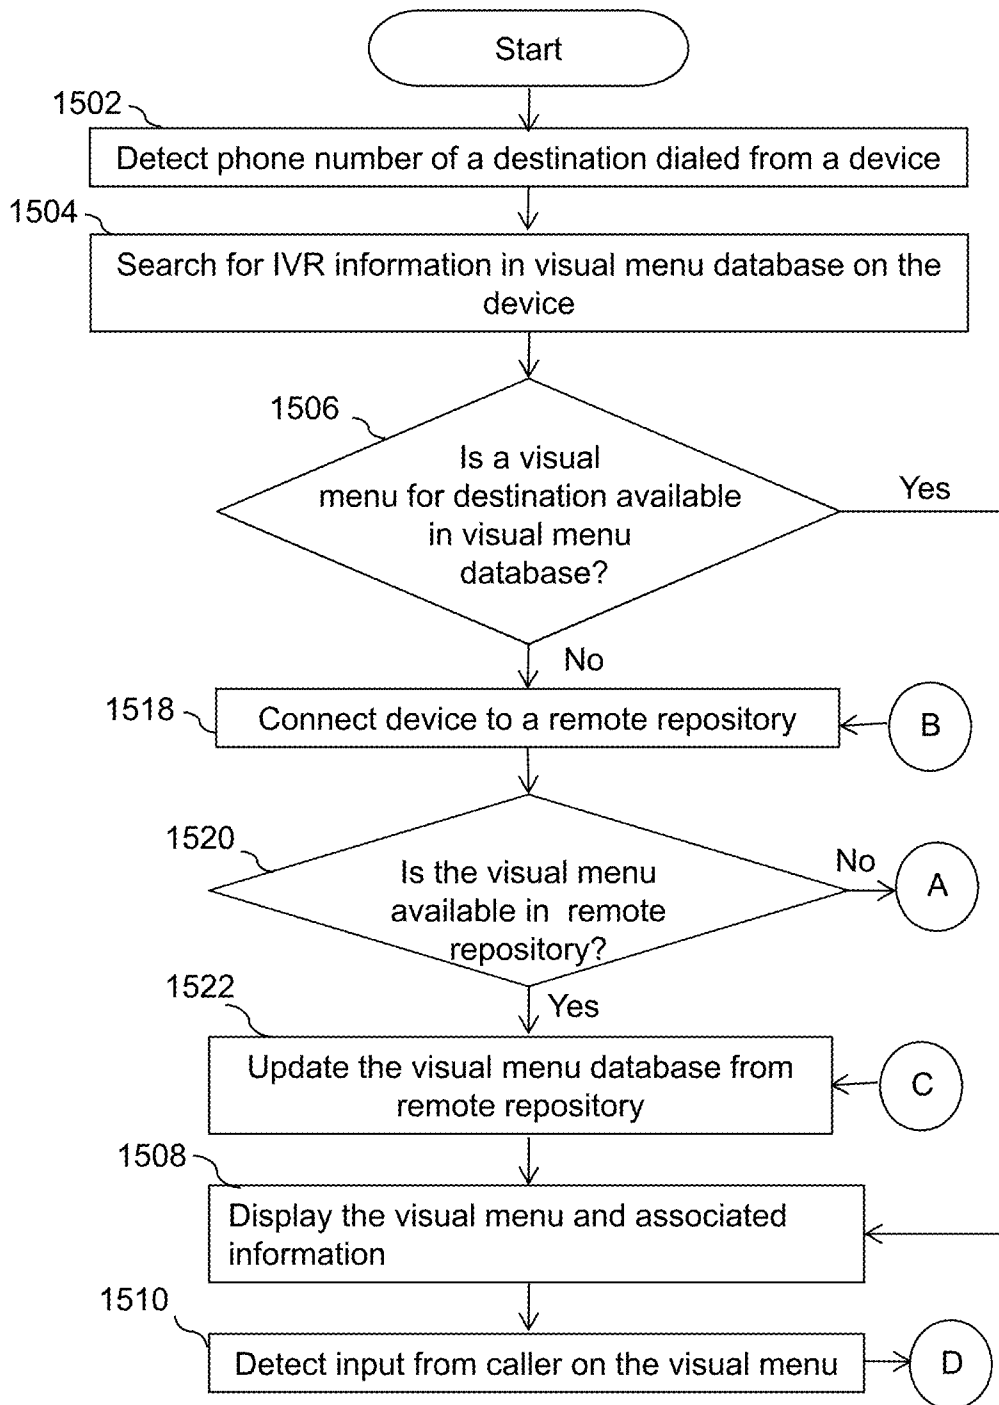 Start
1502
Detect phone number of a destination dialed from a device
1504
Search for IVR information in visual menu database on the
device
1506
Is a visual
menu for destination available
in visual menu
database?
Yes
No
1518
Connect device to a remote repository
B
1520
Is the visual menu
available in remote
repository?
No
A
1522
Yes
Update the visual menu database from
remote repository
C
1508
Display the visual menu and associated
information
1510
Detect input from caller on the visual menu
D